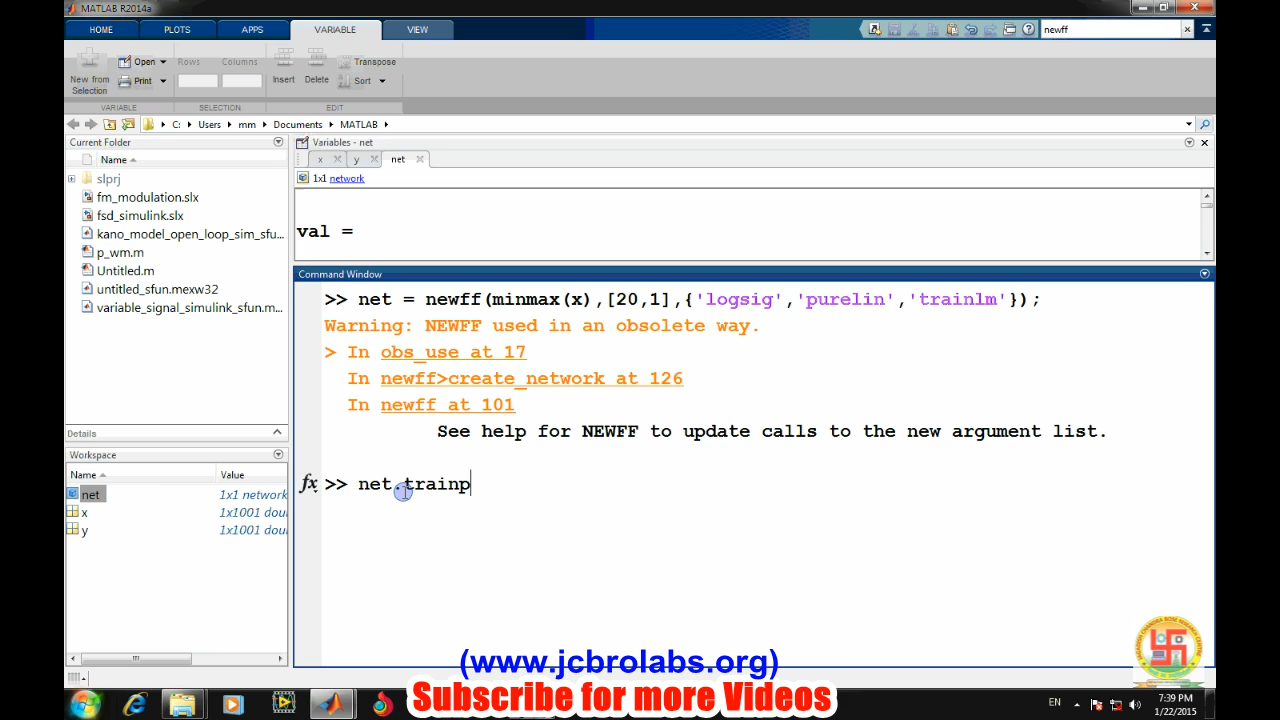 MATLAB R2014a
HOME PLOTS APPS VARIABLE VIEW newff
New from Selection Open Print Rows Columns Insert Delete Transpose Sort
VARIABLE SELECTION EDIT
C: Users mm Documents MATLAB
Current Folder
Name
slprj
fm_modulation.slx
fsd_simulink.slx
kano_model_open_loop_sim_sfu...
p_wm.m
Untitled.m
untitled_sfun.mexw32
variable_signal_simulink_sfun.m...
Details
Workspace
Name Value
net 1x1 network
x 1x1001 dou
y 1x1001 dou
Variables - net
x y net
1x1 network
val =
Command Window
>> net = newff(minmax(x),[20,1],{'logsig','purelin','trainlm'});
Warning: NEWFF used in an obsolete way.
> In obs_use at 17
In newff>create_network at 126
In newff at 101
See help for NEWFF to update calls to the new argument list.
fx >> net.trainp
(www.jcbrolabs.org)
Subscribe for more Videos
EN 7:39 PM
1/22/2015